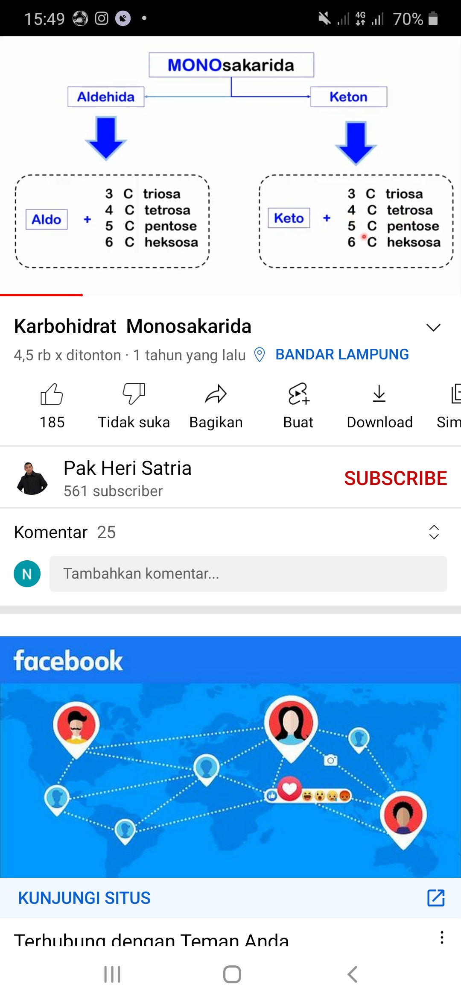 15:49
4G
70%
MONOsakarida
Aldehida
Keton
3 C triosa
4 C tetrosa
5 C pentose
6 C heksosa
Aldo +
3 C triosa
4 C tetrosa
5 C pentose
6 C heksosa
Keto +
Karbohidrat Monosakarida
4,5 rb x ditonton · 1 tahun yang lalu BANDAR LAMPUNG
185
Tidak suka
Bagikan
Buat
Download
Sim
Pak Heri Satria
561 subscriber
SUBSCRIBE
Komentar 25
N
Tambahkan komentar...
facebook
KUNJUNGI SITUS
Terhubung dengan Teman Anda